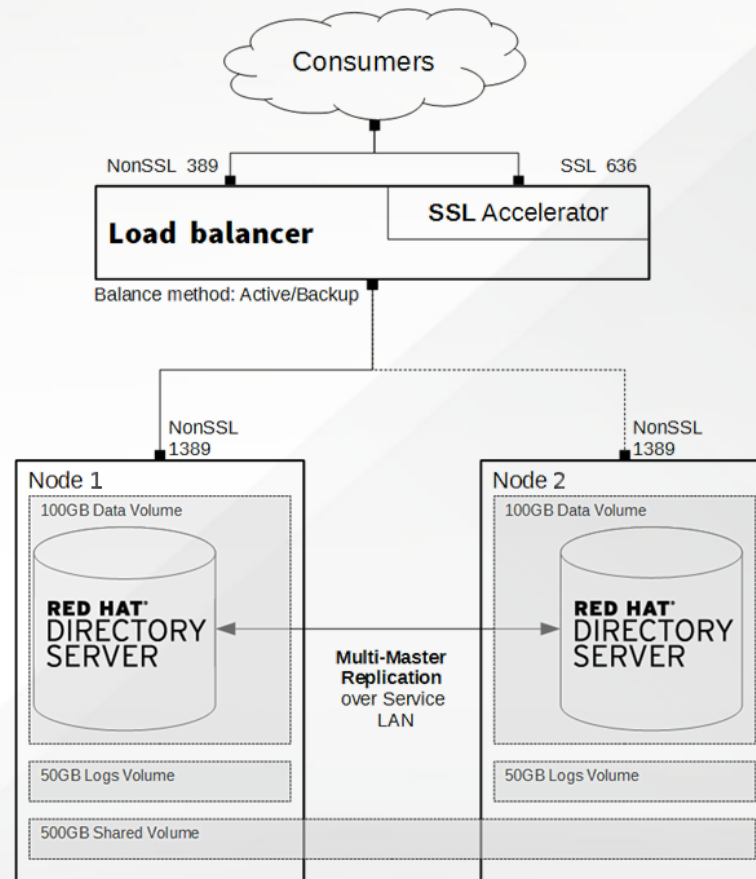 Consumers
NonSSL 389
SSL 636
Load balancer
SSL Accelerator
Balance method: Active/Backup
NonSSL
1389
NonSSL
1389
Node 1
Node 2
100GB Data Volume
100GB Data Volume
RED HAT®
DIRECTORY
SERVER
RED HAT®
DIRECTORY
SERVER
Multi-Master
Replication
over Service
LAN
50GB Logs Volume
50GB Logs Volume
500GB Shared Volume